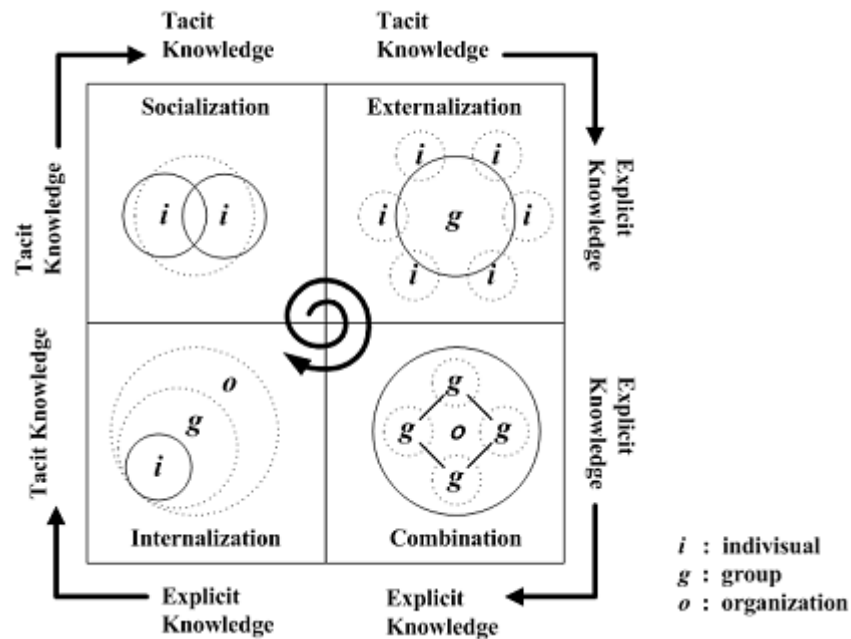 Tacit
Knowledge
Tacit
Knowledge
Socialization
Externalization
Tacit
Knowledge
i i
i i
i g i
i i
Explicit
Knowledge
Tacit Knowledge
o
g
i
g
g o g
g
Explicit
Knowledge
Internalization
Combination
Explicit
Knowledge
Explicit
Knowledge
i : indivisual
g : group
o : organization